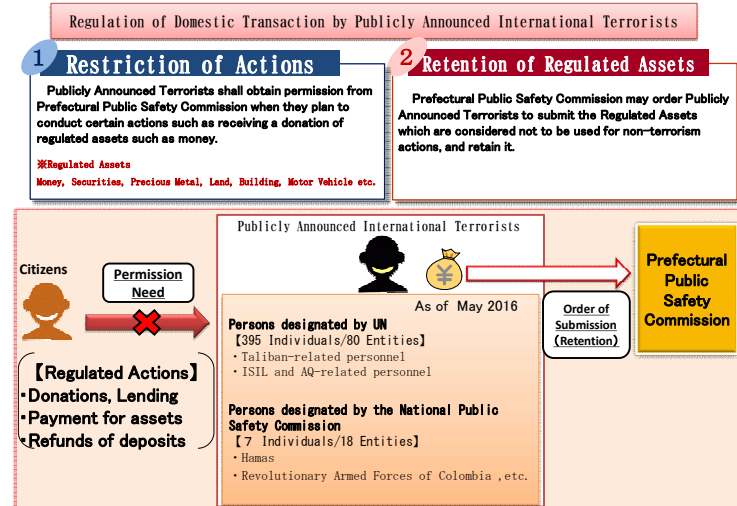 Regulation of Domestic Transaction by Publicly Announced International Terrorists
1
Restriction of Actions
Publicly Announced Terrorists shall obtain permission from
Prefectural Public Safety Commission when they plan to
conduct certain actions such as receiving a donation of
regulated assets such as money.
※Regulated Assets
Money, Securities, Precious Metal, Land, Building, Motor Vehicle etc.
2
Retention of Regulated Assets
Prefectural Public Safety Commission may order Publicly
Announced Terrorists to submit the Regulated Assets
which are considered not to be used for non-terrorism
actions, and retain it.
Publicly Announced International Terrorists
Citizens
Permission
Need
【Regulated Actions】
・Donations, Lending
・Payment for assets
・Refunds of deposits
¥
As of May 2016
Persons designated by UN
【395 Individuals/80 Entities】
・Taliban-related personnel
・ISIL and AQ-related personnel
Persons designated by the National Public
Safety Commission
【７ Individuals/18 Entities】
・Hamas
・Revolutionary Armed Forces of Colombia ,etc.
Order of
Submission
(Retention)
Prefectural
Public
Safety
Commission